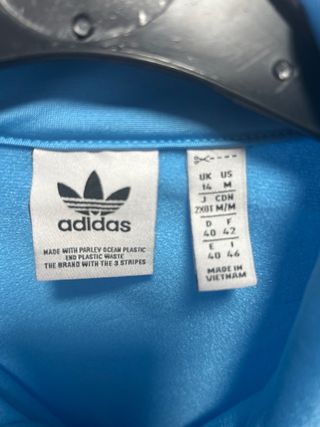 adidas
MADE WITH PARLEY OCEAN PLASTIC
AND PLASTIC WASTE
THE BRAND WITH THE 3 STRIPES
UK US
14 M
J CDN
2XOT M/M
D F
40 42
E I
40 46
MADE IN
VIETNAM